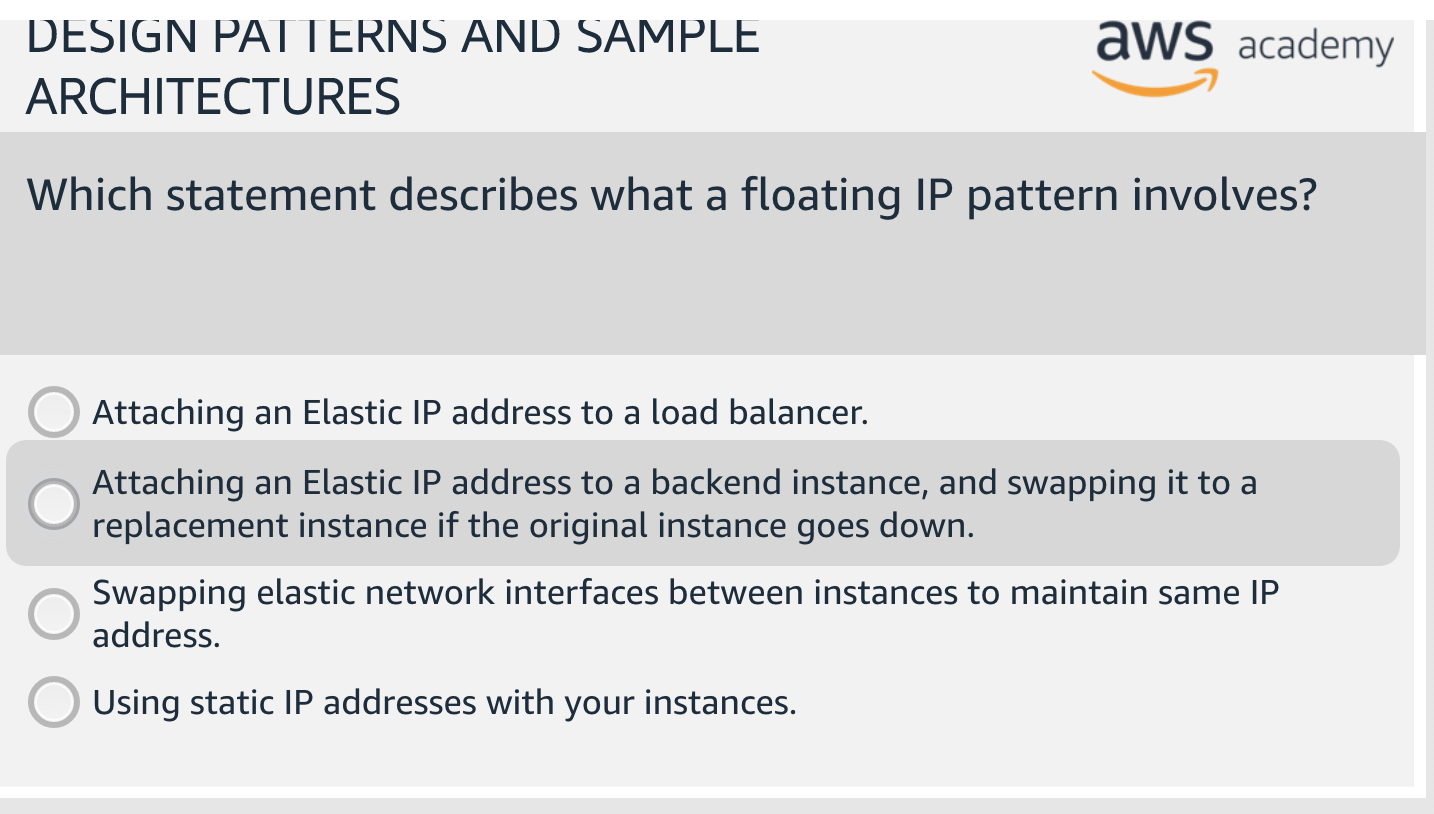 DESIGN PATTERNS AND SAMPLE
ARCHITECTURES
aws academy
Which statement describes what a floating IP pattern involves?
Attaching an Elastic IP address to a load balancer.
Attaching an Elastic IP address to a backend instance, and swapping it to a
replacement instance if the original instance goes down.
Swapping elastic network interfaces between instances to maintain same IP
address.
Using static IP addresses with your instances.